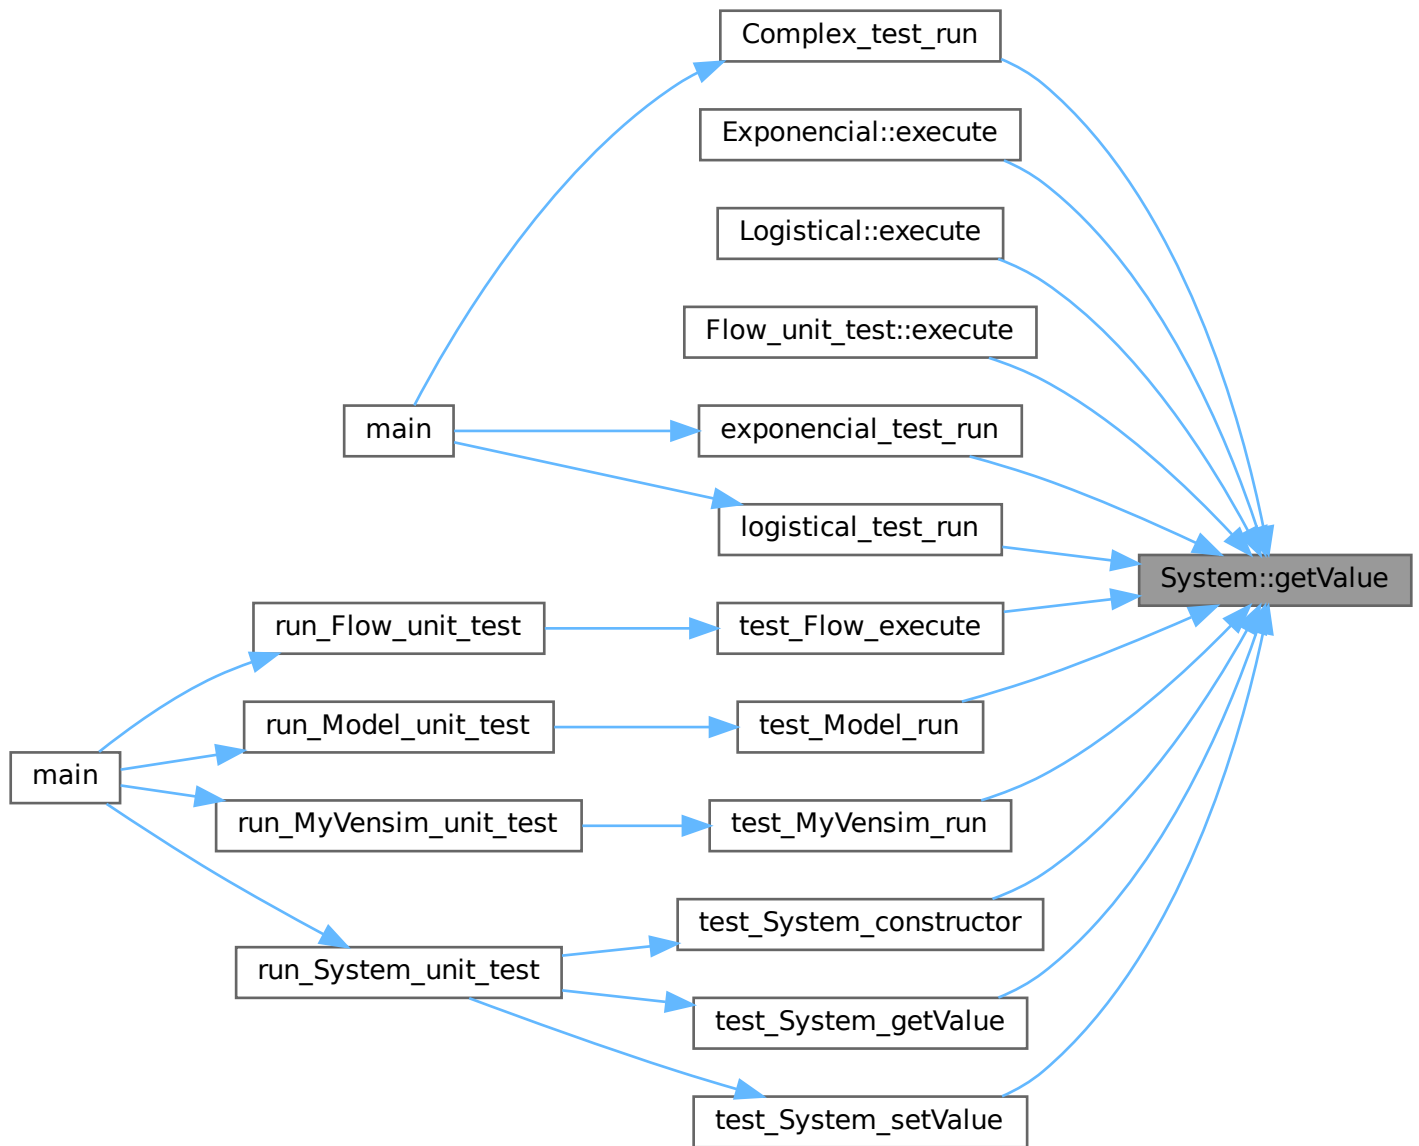 Complex_test_run
Exponencial::execute
Logistical::execute
Flow_unit_test::execute
main
exponencial_test_run
logistical_test_run
System::getValue
run_Flow_unit_test
test_Flow_execute
run_Model_unit_test
test_Model_run
main
run_MyVensim_unit_test
test_MyVensim_run
test_System_constructor
run_System_unit_test
test_System_getValue
test_System_setValue